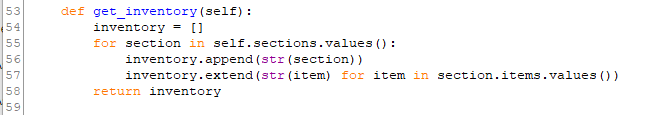 53     def get_inventory(self):
54         inventory = []
55         for section in self.sections.values():
56             inventory.append(str(section))
57             inventory.extend(str(item) for item in section.items.values())
58         return inventory
59